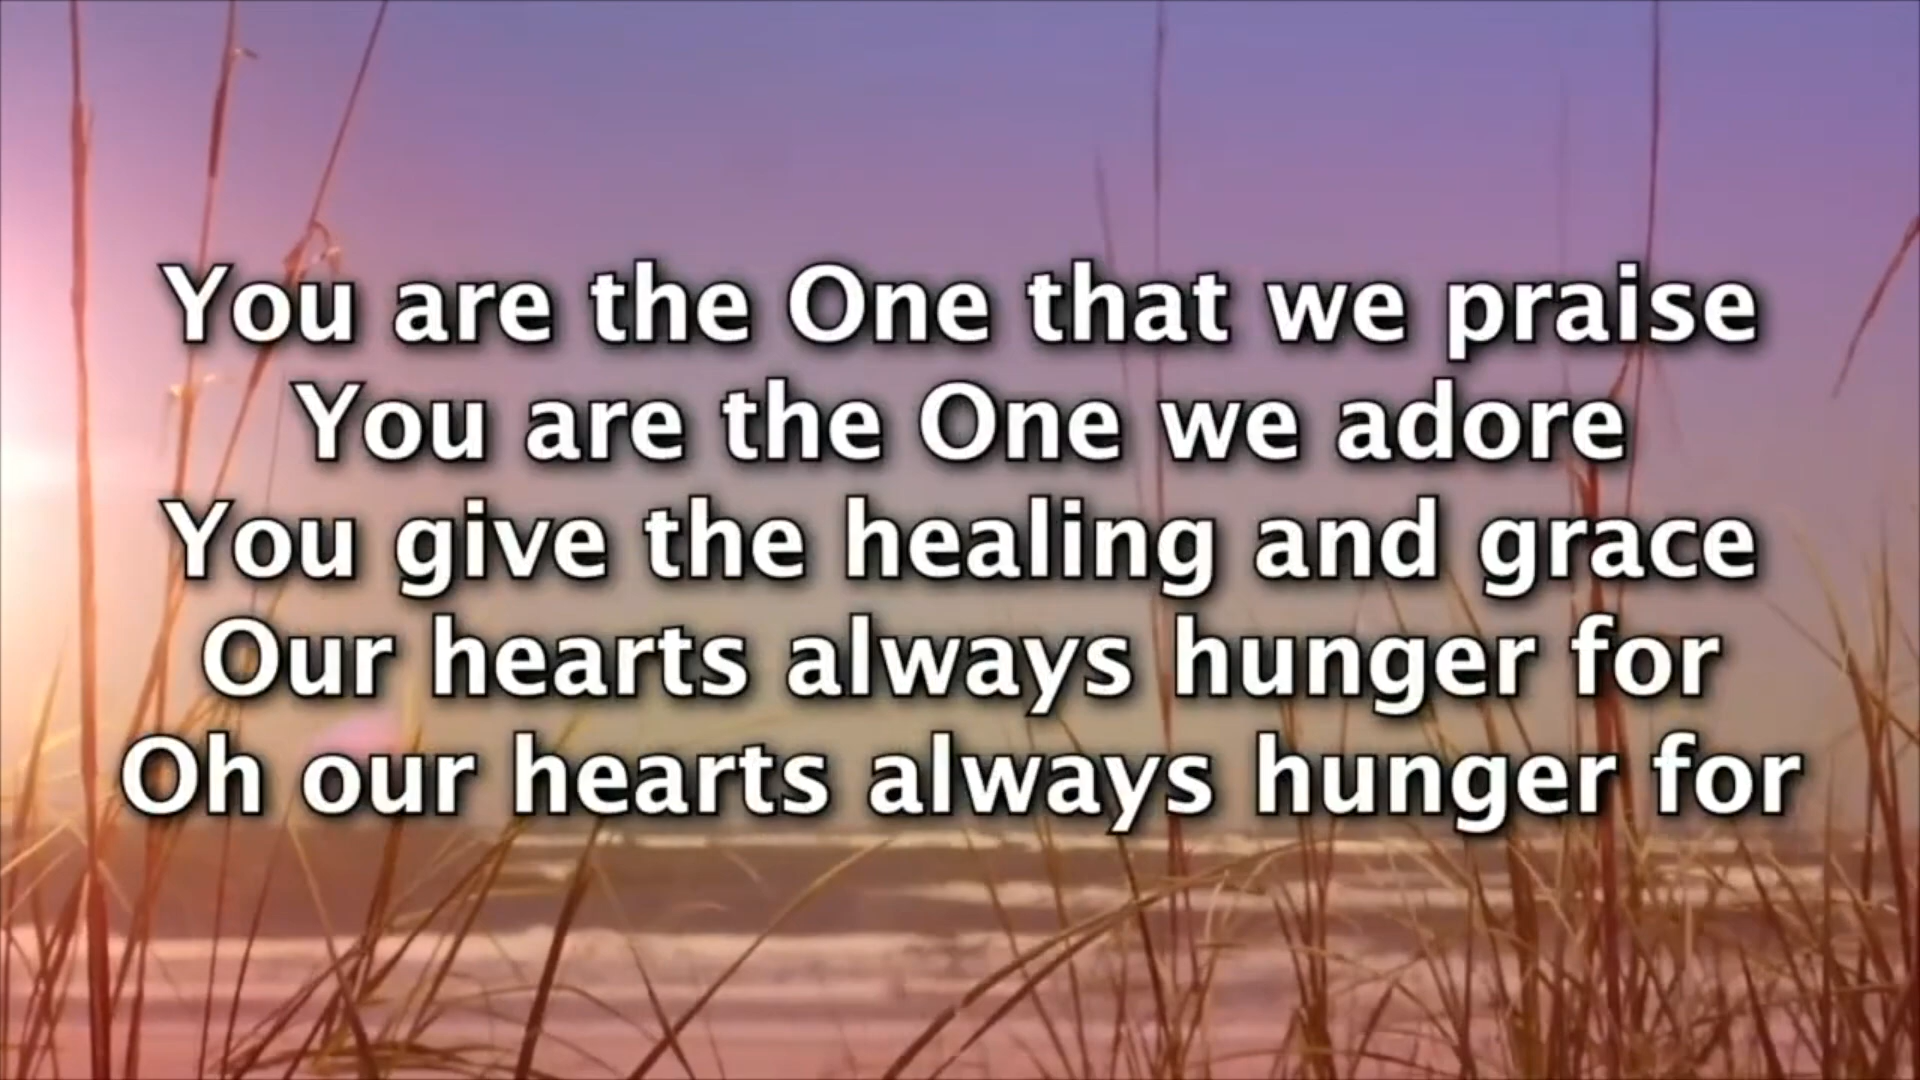 You are the One that we praise
You are the One we adore
You give the healing and grace
Our hearts always hunger for
Oh our hearts always hunger for